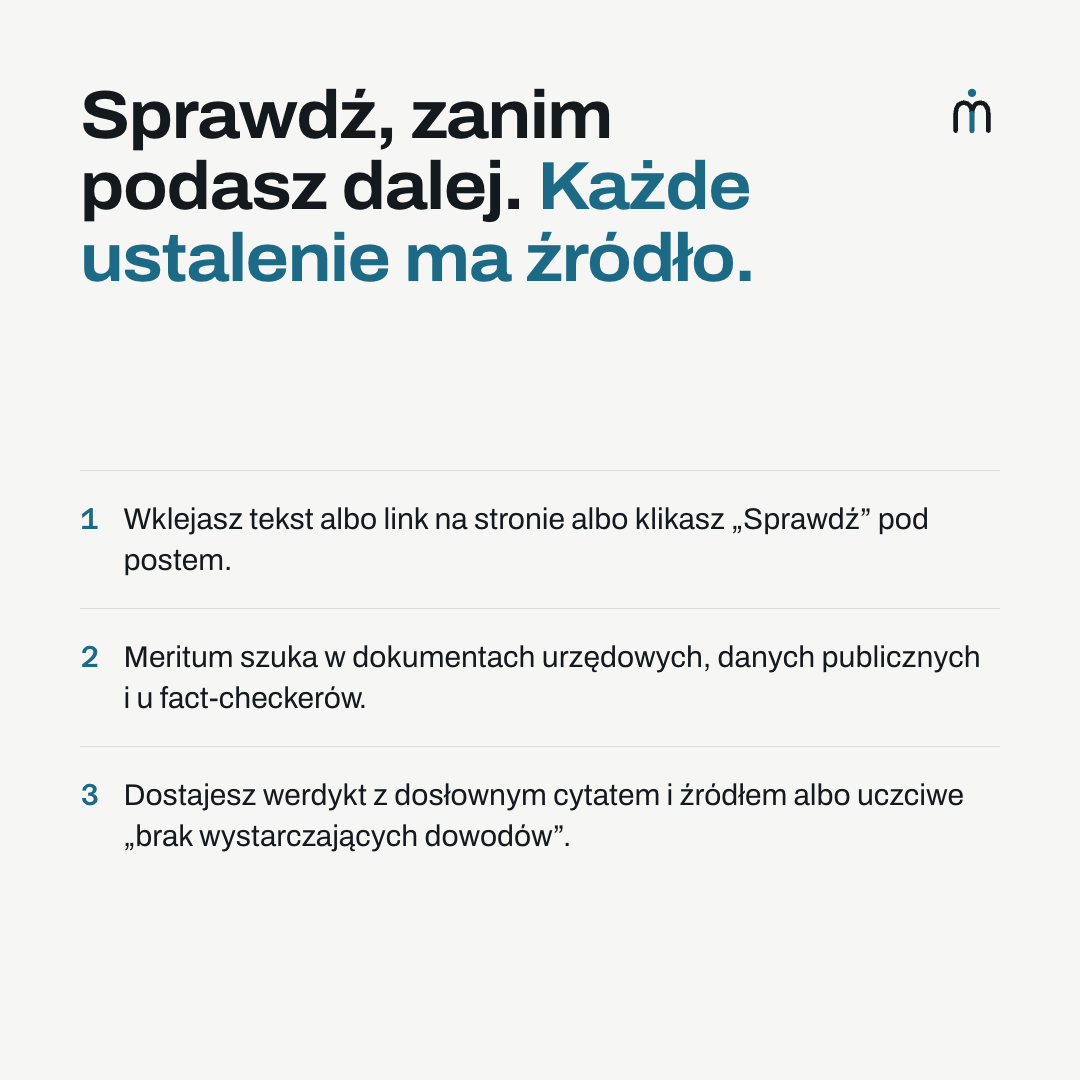 Sprawdź, zanim
podasz dalej. Każde
ustalenie ma źródło.
1 Wklejasz tekst albo link na stronie albo klikasz „Sprawdź” pod
postem.
2 Meritum szuka w dokumentach urzędowych, danych publicznych
i u fact-checkerów.
3 Dostajesz werdykt z dosłownym cytatem i źródłem albo uczciwe
„brak wystarczających dowodów”.